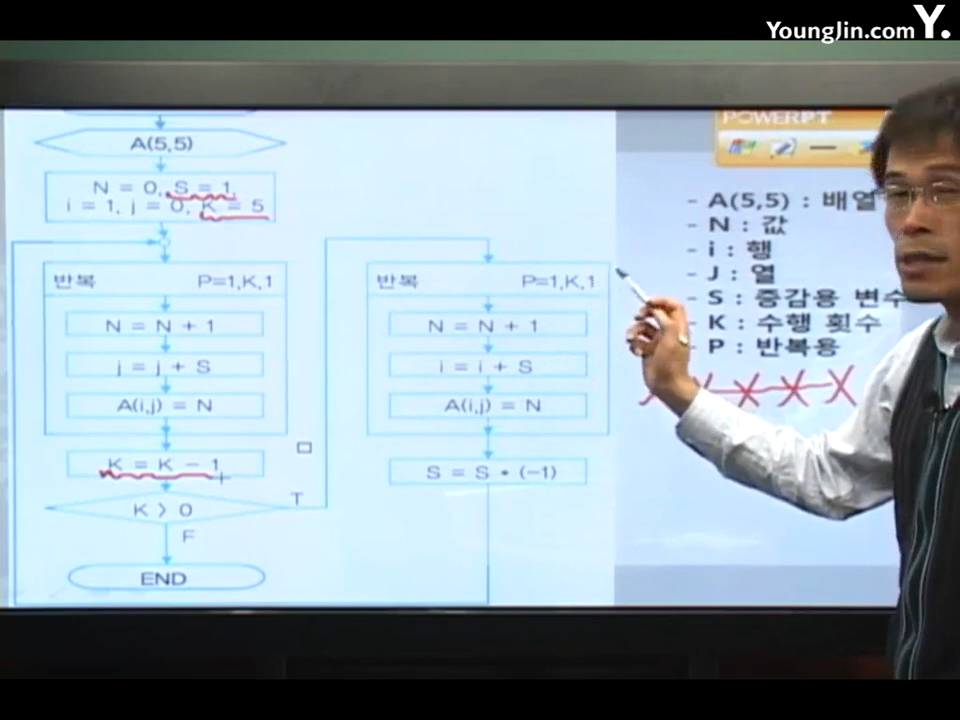 YoungJin.com Y.
POWERPT
A(5,5)
N = 0, S = 1,
i = 1, j = 0, K = 5
반복 P=1,K,1
N = N + 1
j = j + S
A(i,j) = N
K = K - 1
K > 0
T
F
END
반복 P=1,K,1
N = N + 1
i = i + S
A(i,j) = N
S = S * (-1)
- A(5,5) : 배열
- N : 값
- i : 행
- J : 열
- S : 증감용 변수
- K : 수행 횟수
- P : 반복용